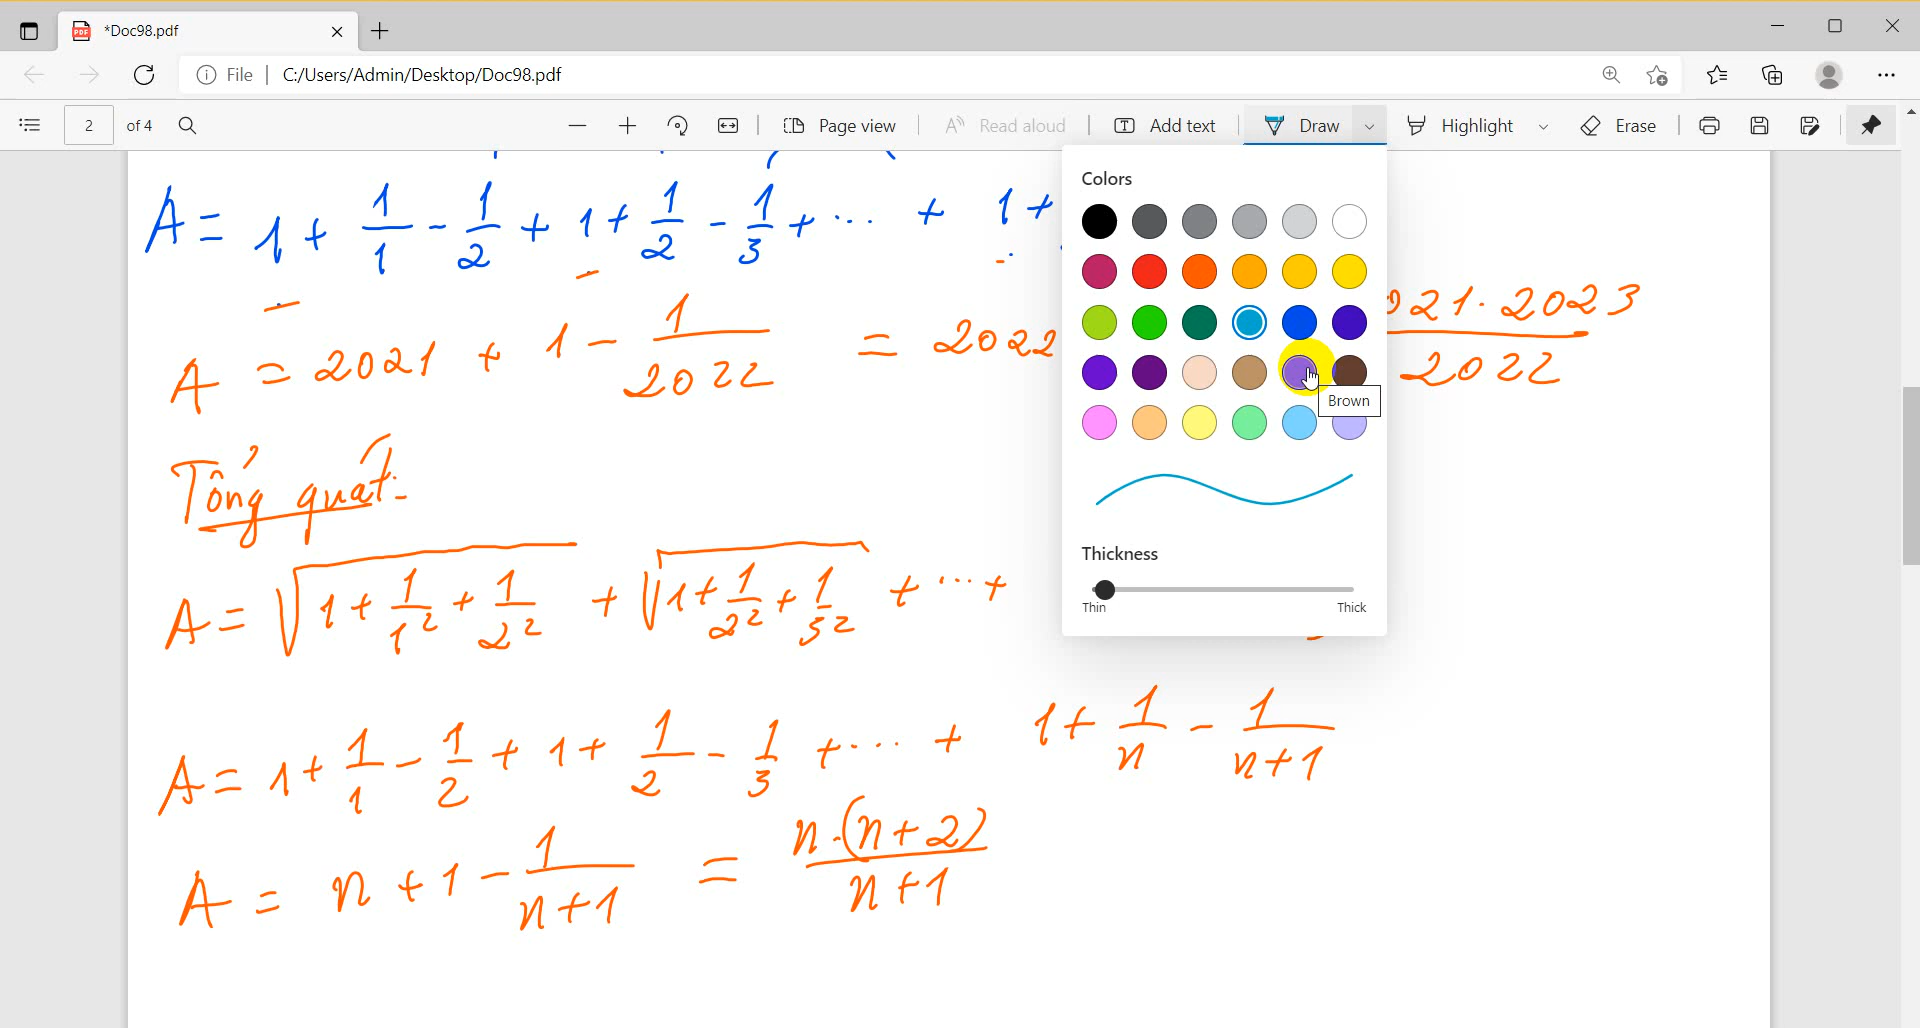 *Doc98.pdf
File
C:/Users/Admin/Desktop/Doc98.pdf
2 of 4
Page view
Read aloud
Add text
Draw
Highlight
Erase
Colors
Brown
Thickness
Thin Thick
A = 1 + 1/1 - 1/2 + 1 + 1/2 - 1/3 + ... + 1 +
A = 2021 + 1 - 1/2022 = 2022 021.2023/2022
Tổng quát:
A = √(1 + 1/1² + 1/2²) + √(1 + 1/2² + 1/3²) + ... +
A = 1 + 1/1 - 1/2 + 1 + 1/2 - 1/3 + ... + 1 + 1/n - 1/(n+1)
A = n + 1 - 1/(n+1) = n.(n+2)/(n+1)